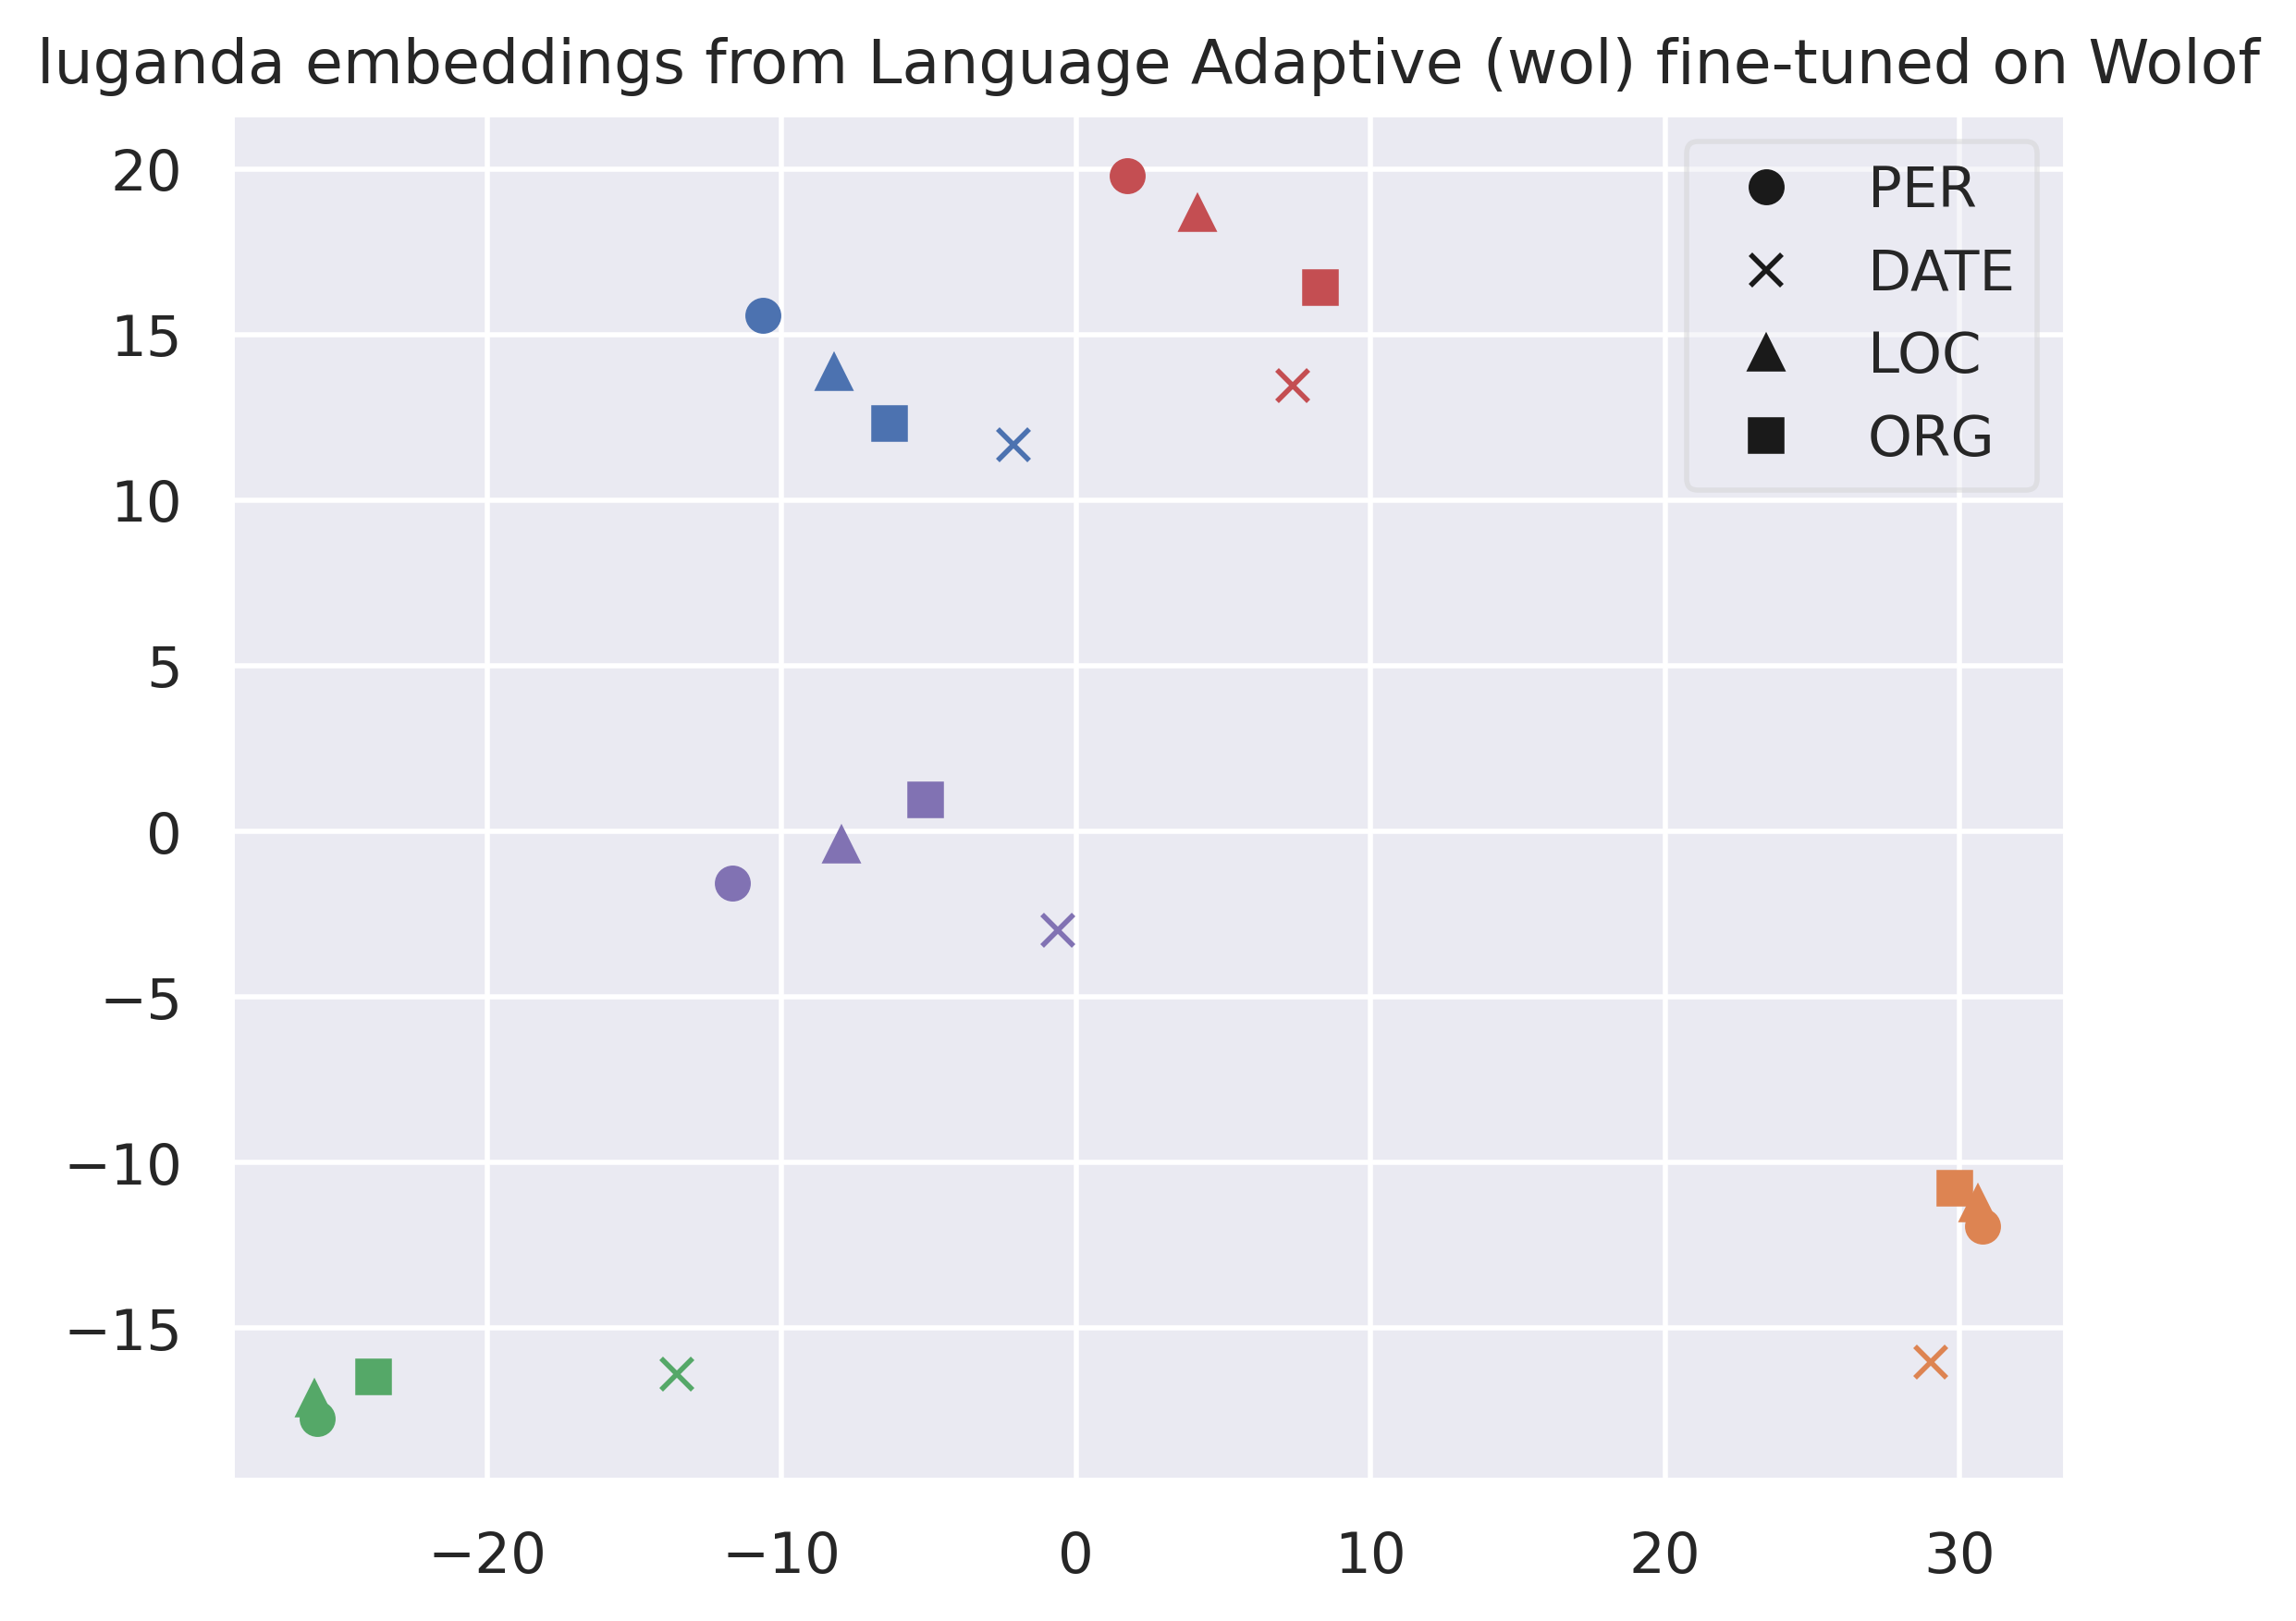 luganda embeddings from Language Adaptive (wol) fine-tuned on Wolof
PER
DATE
LOC
ORG
20
15
10
5
0
−5
−10
−15
−20 −10 0 10 20 30